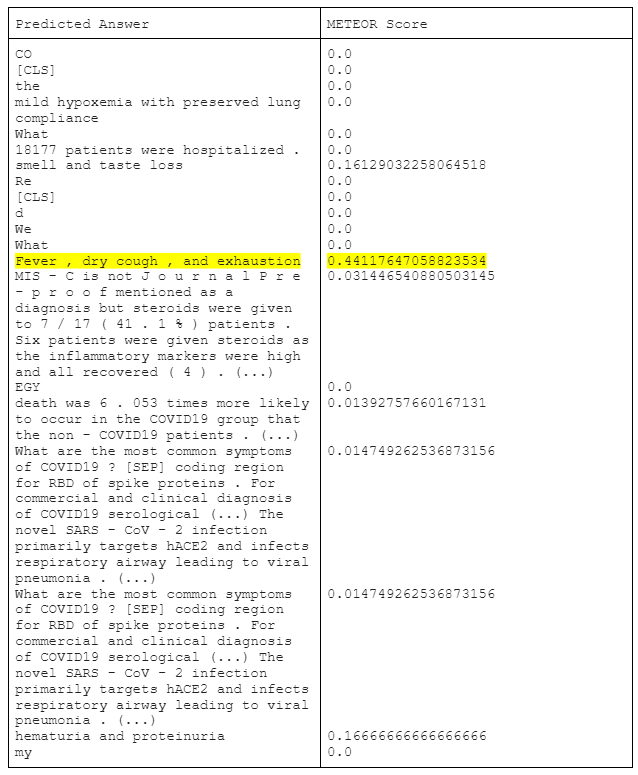 Predicted Answer METEOR Score
CO 0.0
[CLS] 0.0
the 0.0
mild hypoxemia with preserved lung 0.0
compliance
What 0.0
18177 patients were hospitalized . 0.0
smell and taste loss 0.16129032258064518
Re 0.0
[CLS] 0.0
d 0.0
We 0.0
What 0.0
Fever , dry cough , and exhaustion 0.44117647058823534
MIS - C is not J o u r n a l P r e 0.031446540880503145
- p r o o f mentioned as a
diagnosis but steroids were given
to 7 / 17 ( 41 . 1 % ) patients .
Six patients were given steroids as
the inflammatory markers were high
and all recovered ( 4 ) . (...)
EGY 0.0
death was 6 . 053 times more likely 0.01392757660167131
to occur in the COVID19 group that
the non - COVID19 patients . (...)
What are the most common symptoms 0.014749262536873156
of COVID19 ? [SEP] coding region
for RBD of spike proteins . For
commercial and clinical diagnosis
of COVID19 serological (...) The
novel SARS - CoV - 2 infection
primarily targets hACE2 and infects
respiratory airway leading to viral
pneumonia . (...)
What are the most common symptoms 0.014749262536873156
of COVID19 ? [SEP] coding region
for RBD of spike proteins . For
commercial and clinical diagnosis
of COVID19 serological (...) The
novel SARS - CoV - 2 infection
primarily targets hACE2 and infects
respiratory airway leading to viral
pneumonia . (...)
hematuria and proteinuria 0.16666666666666666
my 0.0